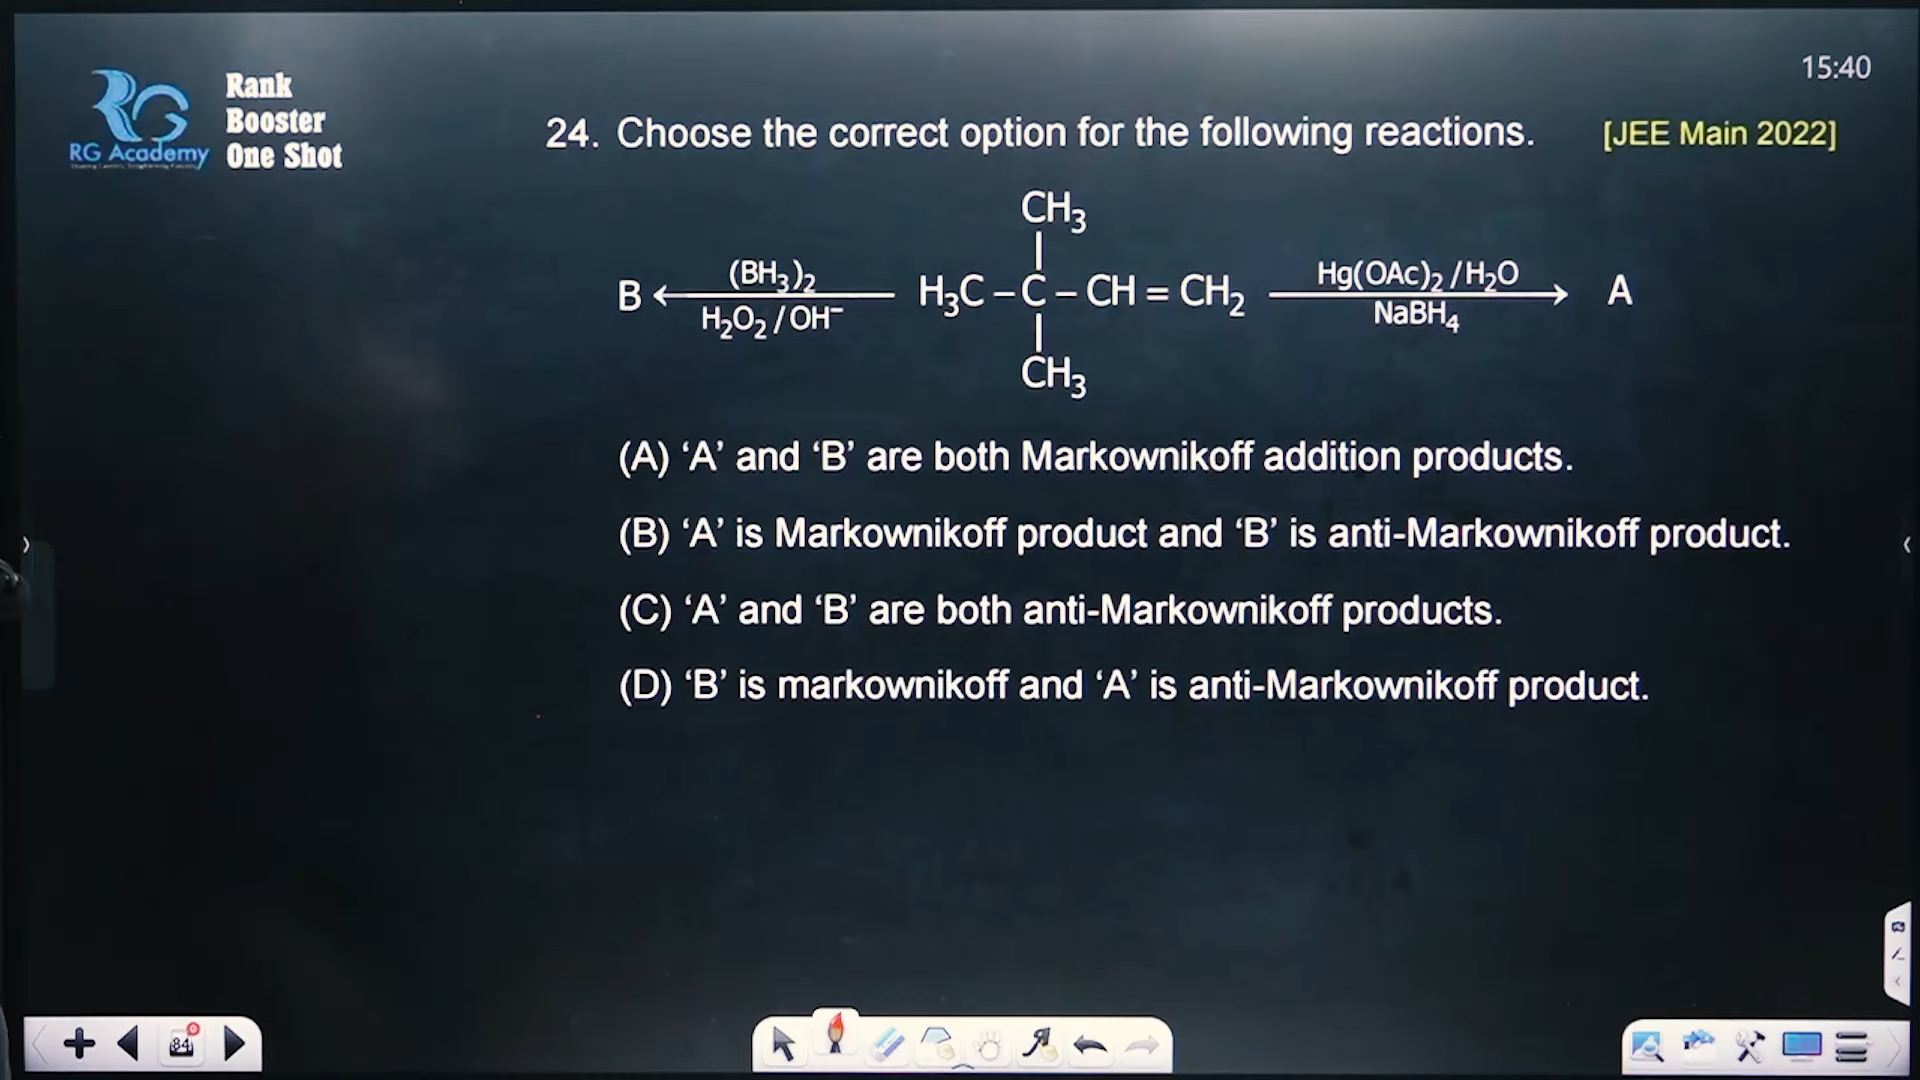 15:40
RG Academy
Rank
Booster
One Shot
24. Choose the correct option for the following reactions. [JEE Main 2022]
CH₃
B ← (BH₃)₂ H₂O₂ / OH⁻ H₃C – C – CH = CH₂ Hg(OAc)₂ / H₂O NaBH₄ → A
CH₃
(A) ‘A’ and ‘B’ are both Markownikoff addition products.
(B) ‘A’ is Markownikoff product and ‘B’ is anti-Markownikoff product.
(C) ‘A’ and ‘B’ are both anti-Markownikoff products.
(D) ‘B’ is markownikoff and ‘A’ is anti-Markownikoff product.
84